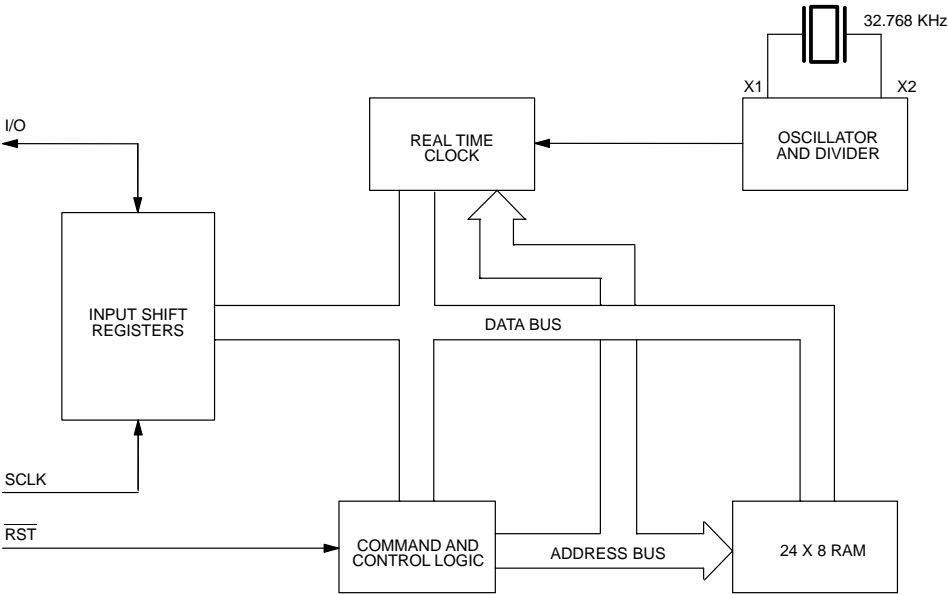 32.768 KHz
X1
X2
I/O
REAL TIME
CLOCK
OSCILLATOR
AND DIVIDER
INPUT SHIFT
REGISTERS
DATA BUS
SCLK
RST
COMMAND AND
CONTROL LOGIC
ADDRESS BUS
24 X 8 RAM